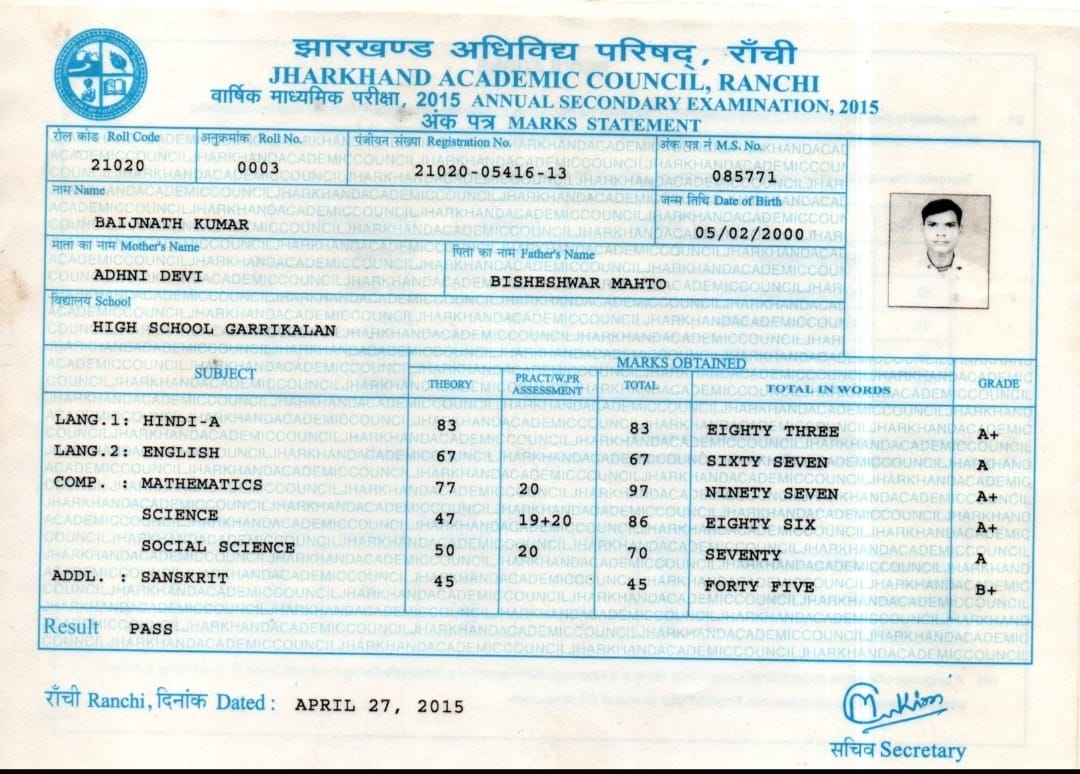 झारखण्ड अधिविद्य परिषद्, राँची
JHARKHAND ACADEMIC COUNCIL, RANCHI
वार्षिक माध्यमिक परीक्षा, 2015 ANNUAL SECONDARY EXAMINATION, 2015
अंक पत्र MARKS STATEMENT
रोल कोड Roll Code अनुक्रमांक Roll No. पंजीयन संख्या Registration No. अंक पत्र नं M.S. No.
21020 0003 21020-05416-13 085771
नाम Name जन्म तिथि Date of Birth
BAIJNATH KUMAR 05/02/2000
माता का नाम Mother's Name पिता का नाम Father's Name
ADHNI DEVI BISHESHWAR MAHTO
विद्यालय School
HIGH SCHOOL GARRIKALAN
SUBJECT MARKS OBTAINED GRADE
THEORY PRACT/W.PR ASSESSMENT TOTAL TOTAL IN WORDS
LANG.1: HINDI-A 83 83 EIGHTY THREE A+
LANG.2: ENGLISH 67 67 SIXTY SEVEN A
COMP. : MATHEMATICS 77 20 97 NINETY SEVEN A+
SCIENCE 47 19+20 86 EIGHTY SIX A+
SOCIAL SCIENCE 50 20 70 SEVENTY A
ADDL. : SANSKRIT 45 45 FORTY FIVE B+
Result PASS
राँची Ranchi, दिनांक Dated : APRIL 27, 2015
सचिव Secretary